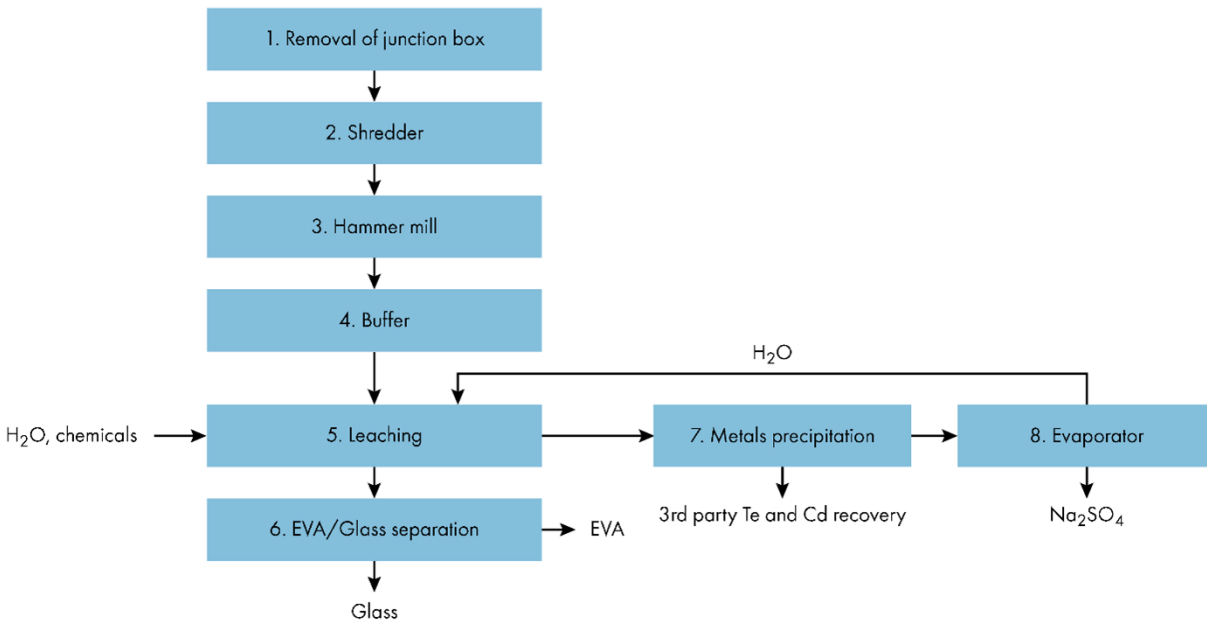 1. Removal of junction box
2. Shredder
3. Hammer mill
4. Buffer
H₂O
H₂O, chemicals
5. Leaching
7. Metals precipitation
8. Evaporator
6. EVA/Glass separation
EVA
3rd party Te and Cd recovery
Na₂SO₄
Glass